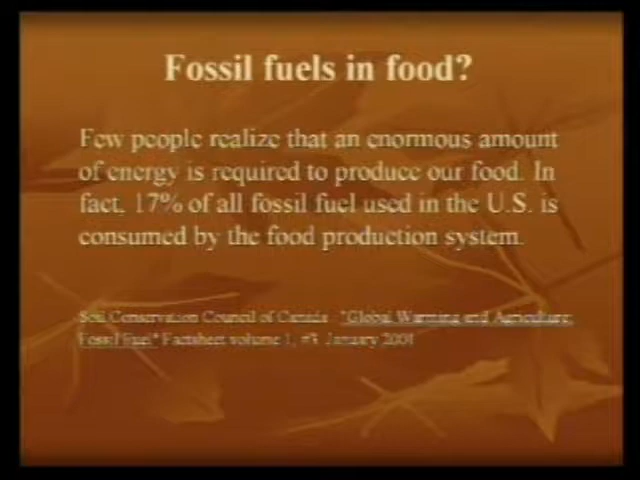 Fossil fuels in food?
Few people realize that an enormous amount
of energy is required to produce our food. In
fact, 17% of all fossil fuel used in the U.S. is
consumed by the food production system.
Soil Conservation Council of Canada "Global Warming and Agriculture:
Fossil Fuel" Factsheet volume 1, #3 January 2001